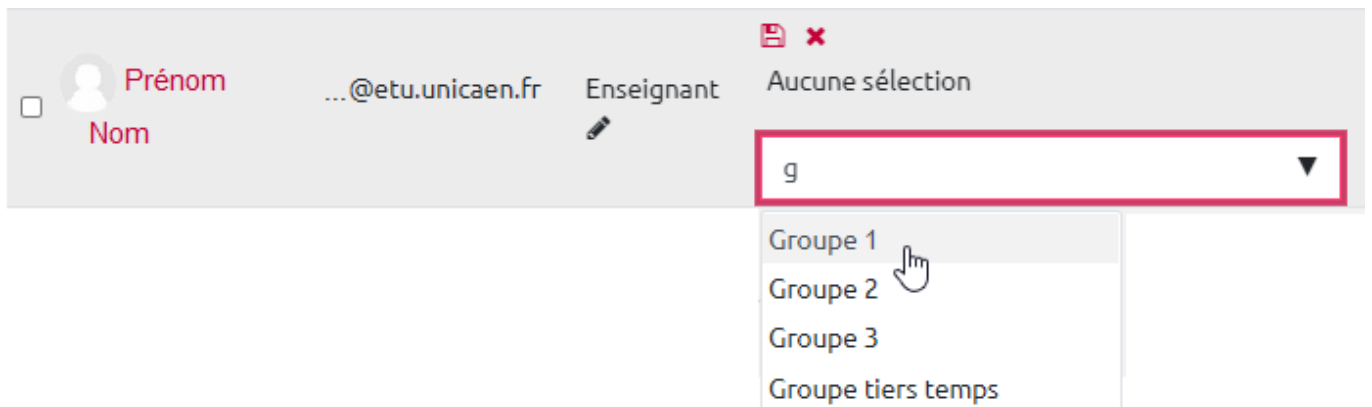 Prénom
Nom
...@etu.unicaen.fr
Enseignant
Aucune sélection
g
Groupe 1
Groupe 2
Groupe 3
Groupe tiers temps